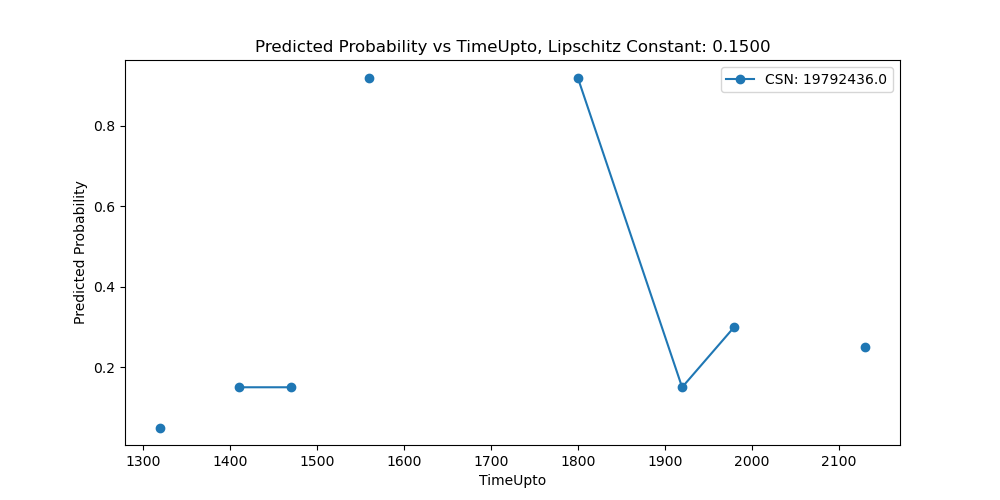 Predicted Probability vs TimeUpto, Lipschitz Constant: 0.1500
CSN: 19792436.0
Predicted Probability
0.8
0.6
0.4
0.2
1300 1400 1500 1600 1700 1800 1900 2000 2100
TimeUpto